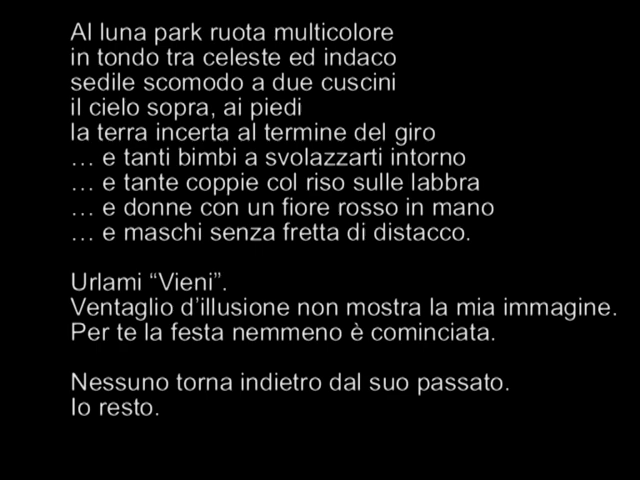 Al luna park ruota multicolore
in tondo tra celeste ed indaco
sedile scomodo a due cuscini
il cielo sopra, ai piedi
la terra incerta al termine del giro
… e tanti bimbi a svolazzarti intorno
… e tante coppie col riso sulle labbra
… e donne con un fiore rosso in mano
… e maschi senza fretta di distacco.
Urlami “Vieni”.
Ventaglio d’illusione non mostra la mia immagine.
Per te la festa nemmeno è cominciata.
Nessuno torna indietro dal suo passato.
Io resto.